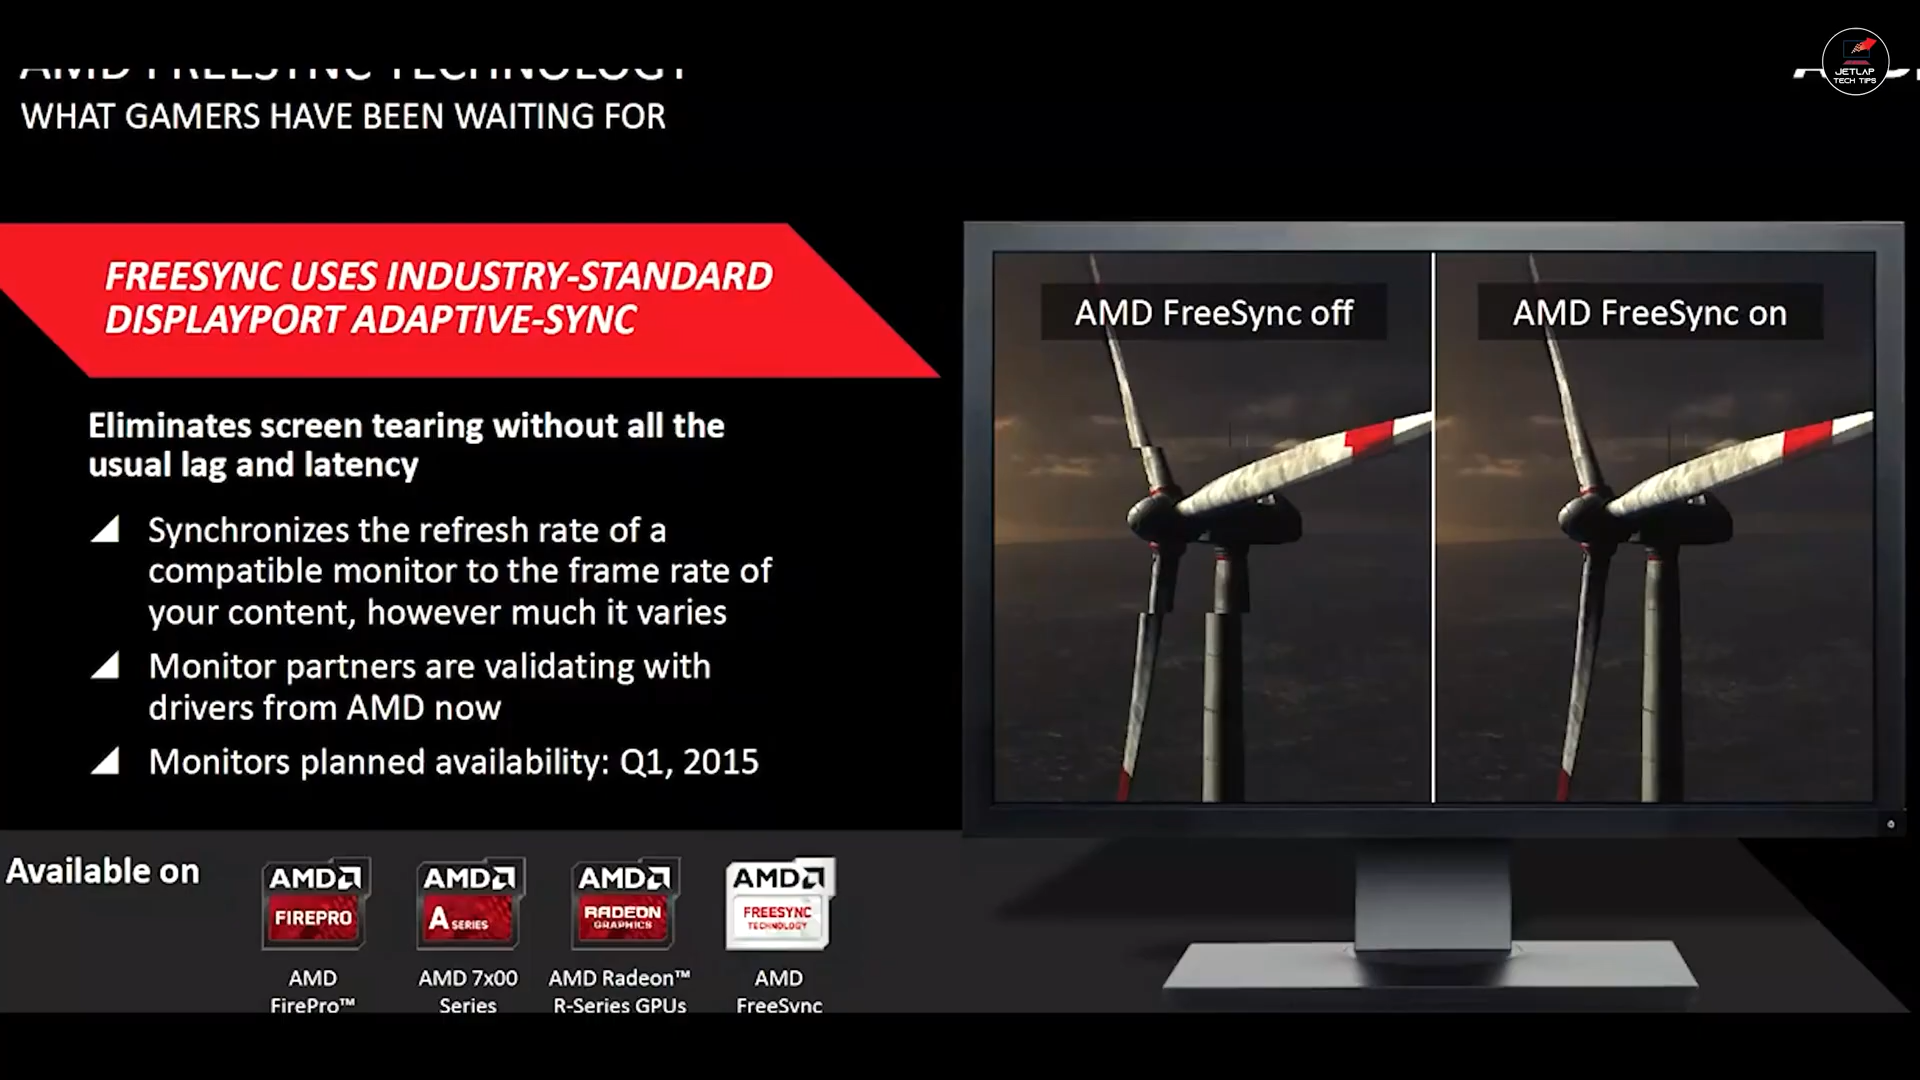 AMD FREESYNC TECHNOLOGY
WHAT GAMERS HAVE BEEN WAITING FOR
JETLAP
TECH TIPS
FREESYNC USES INDUSTRY-STANDARD
DISPLAYPORT ADAPTIVE-SYNC
Eliminates screen tearing without all the
usual lag and latency
Synchronizes the refresh rate of a
compatible monitor to the frame rate of
your content, however much it varies
Monitor partners are validating with
drivers from AMD now
Monitors planned availability: Q1, 2015
AMD FreeSync off
AMD FreeSync on
Available on
AMD
FIREPRO
AMD
FirePro™
AMD
A SERIES
AMD 7x00
Series
AMD
RADEON
GRAPHICS
AMD Radeon™
R-Series GPUs
AMD
FREESYNC
TECHNOLOGY
AMD
FreeSync